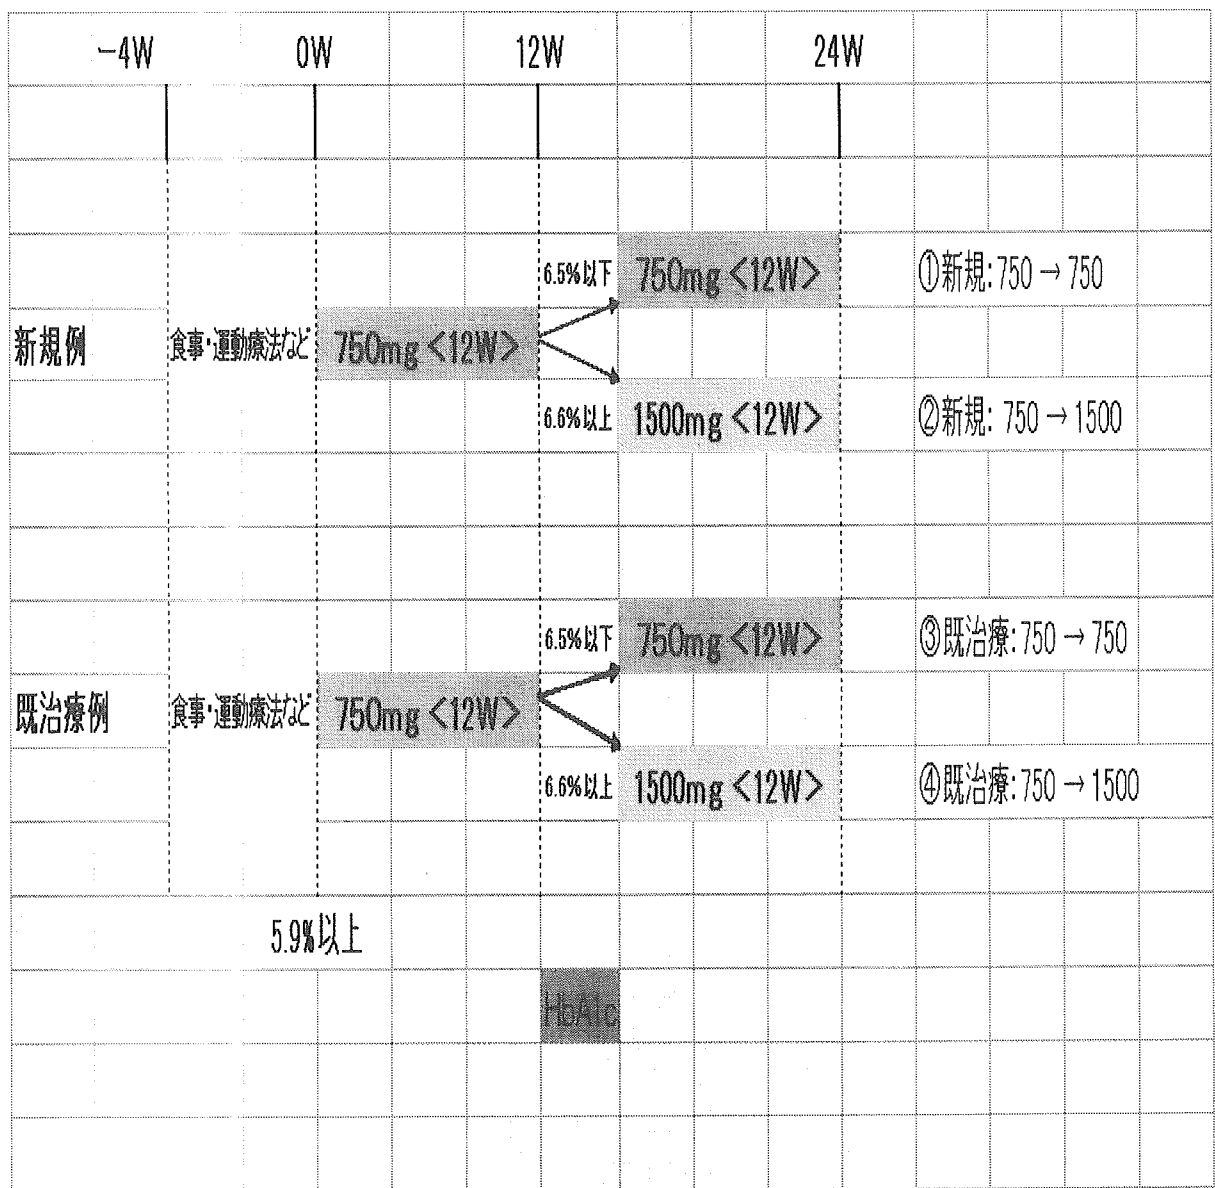 −4W 0W 12W 24W
6.5%以下 750mg <12W> ①新規: 750 → 750
新規例 食事・運動療法など 750mg <12W>
6.6%以上 1500mg <12W> ②新規: 750 → 1500
6.5%以下 750mg <12W> ③既治療: 750 → 750
既治療例 食事・運動療法など 750mg <12W>
6.6%以上 1500mg <12W> ④既治療: 750 → 1500
5.9%以上
HbA1c